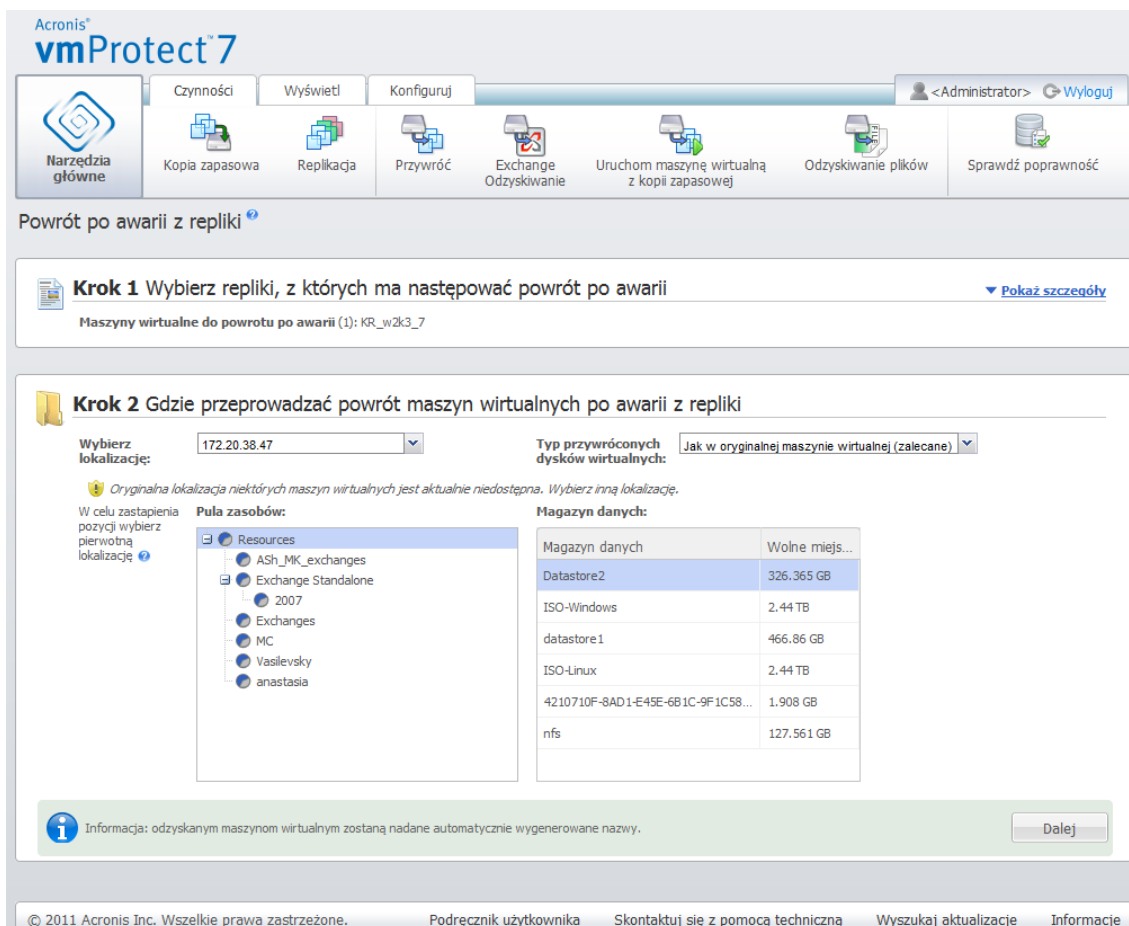 Acronis®
vmProtect™7
Czynności
Wyświetl
Konfiguruj
<Administrator>
Wyloguj
Narzędzia
główne
Kopia zapasowa
Replikacja
Przywróć
Exchange
Odzyskiwanie
Uruchom maszynę wirtualną
z kopii zapasowej
Odzyskiwanie plików
Sprawdź poprawność
Powrót po awarii z repliki
Krok 1 Wybierz repliki, z których ma następować powrót po awarii
Pokaż szczegóły
Maszyny wirtualne do powrotu po awarii (1): KR_w2k3_7
Krok 2 Gdzie przeprowadzać powrót maszyn wirtualnych po awarii z repliki
Wybierz
lokalizację:
172.20.38.47
Typ przywróconych
dysków wirtualnych:
Jak w oryginalnej maszynie wirtualnej (zalecane)
Oryginalna lokalizacja niektórych maszyn wirtualnych jest aktualnie niedostępna. Wybierz inną lokalizację.
W celu zastapienia
pozycji wybierz
pierwotną
lokalizację
Pula zasobów:
Resources
ASh_MK_exchanges
Exchange Standalone
2007
Exchanges
MC
Vasilevsky
anastasia
Magazyn danych:
Magazyn danych Wolne miejs...
Datastore2 326.365 GB
ISO-Windows 2.44 TB
datastore1 466.86 GB
ISO-Linux 2.44 TB
4210710F-8AD1-E45E-6B1C-9F1C58... 1.908 GB
nfs 127.561 GB
Informacja: odzyskanym maszynom wirtualnym zostaną nadane automatycznie wygenerowane nazwy.
Dalej
© 2011 Acronis Inc. Wszelkie prawa zastrzeżone.
Podręcznik użytkownika
Skontaktuj się z pomocą techniczną
Wyszukaj aktualizacje
Informacje